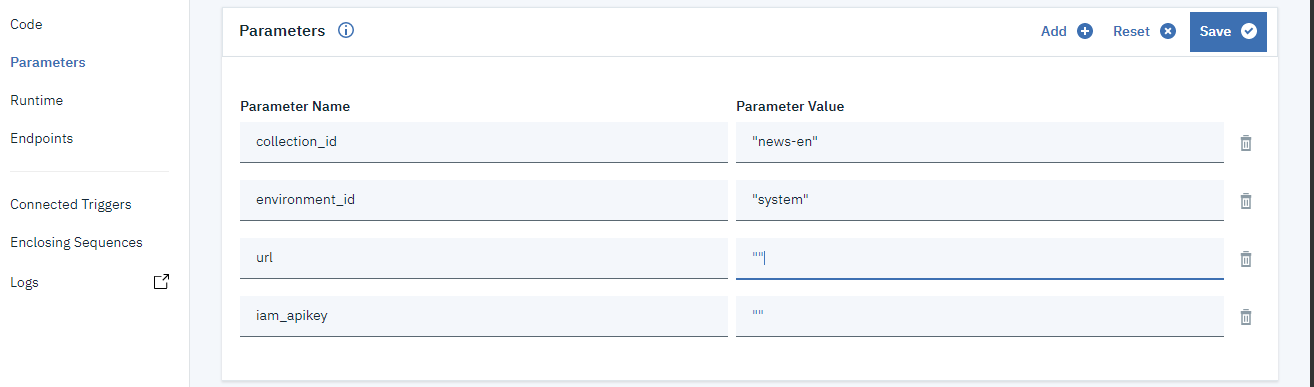 Code
Parameters
Runtime
Endpoints
Connected Triggers
Enclosing Sequences
Logs
Parameters
Add
Reset
Save
Parameter Name
Parameter Value
collection_id
"news-en"
environment_id
"system"
url
""
iam_apikey
""